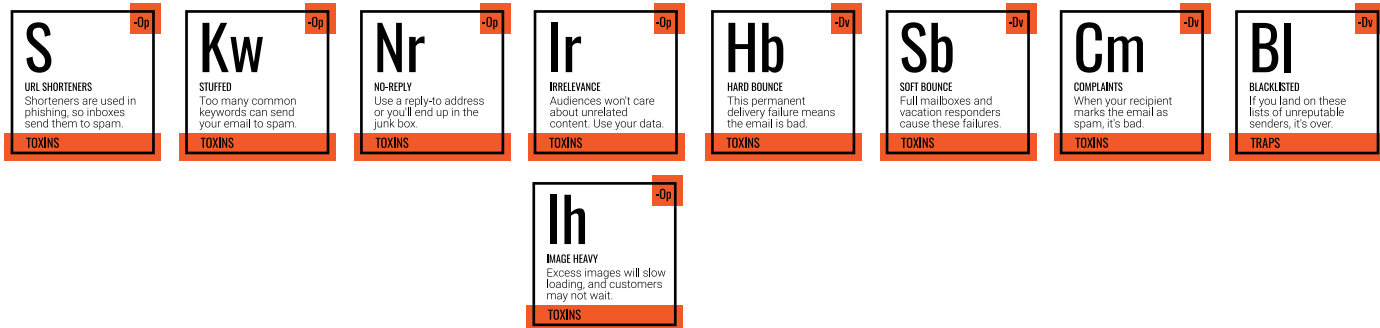 -Op
S
URL SHORTENERS
Shorteners are used in
phishing, so inboxes
send them to spam.
TOXINS
-Op
Kw
STUFFED
Too many common
keywords can send
your email to spam.
TOXINS
-Op
Nr
NO-REPLY
Use a reply-to address
or you'll end up in the
junk box.
TOXINS
-Op
Ir
IRRELEVANCE
Audiences won't care
about unrelated
content. Use your data.
TOXINS
-Dv
Hb
HARD BOUNCE
This permanent
delivery failure means
the email is bad.
TOXINS
-Dv
Sb
SOFT BOUNCE
Full mailboxes and
vacation responders
cause these failures.
TOXINS
-Dv
Cm
COMPLAINTS
When your recipient
marks the email as
spam, it's bad.
TOXINS
-Dv
Bl
BLACKLISTED
If you land on these
lists of unreputable
senders, it's over.
TRAPS
-Op
Ih
IMAGE HEAVY
Excess images will slow
loading, and customers
may not wait.
TOXINS